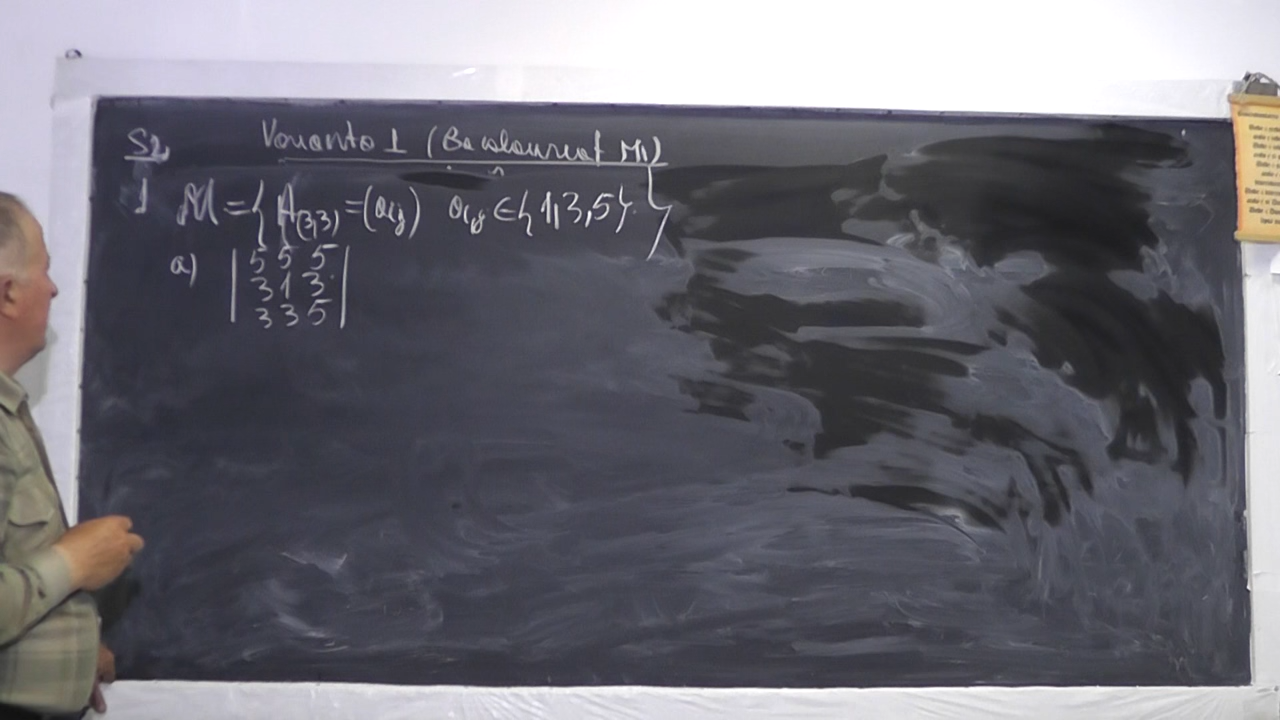 S2 Varianta 1 (Bacalaureat M1)
1 M = { A(3,3) = (aij) aij ∈ {1,3,5} }
a) | 5 5 5 |
| 3 1 3 |
| 3 3 5 |